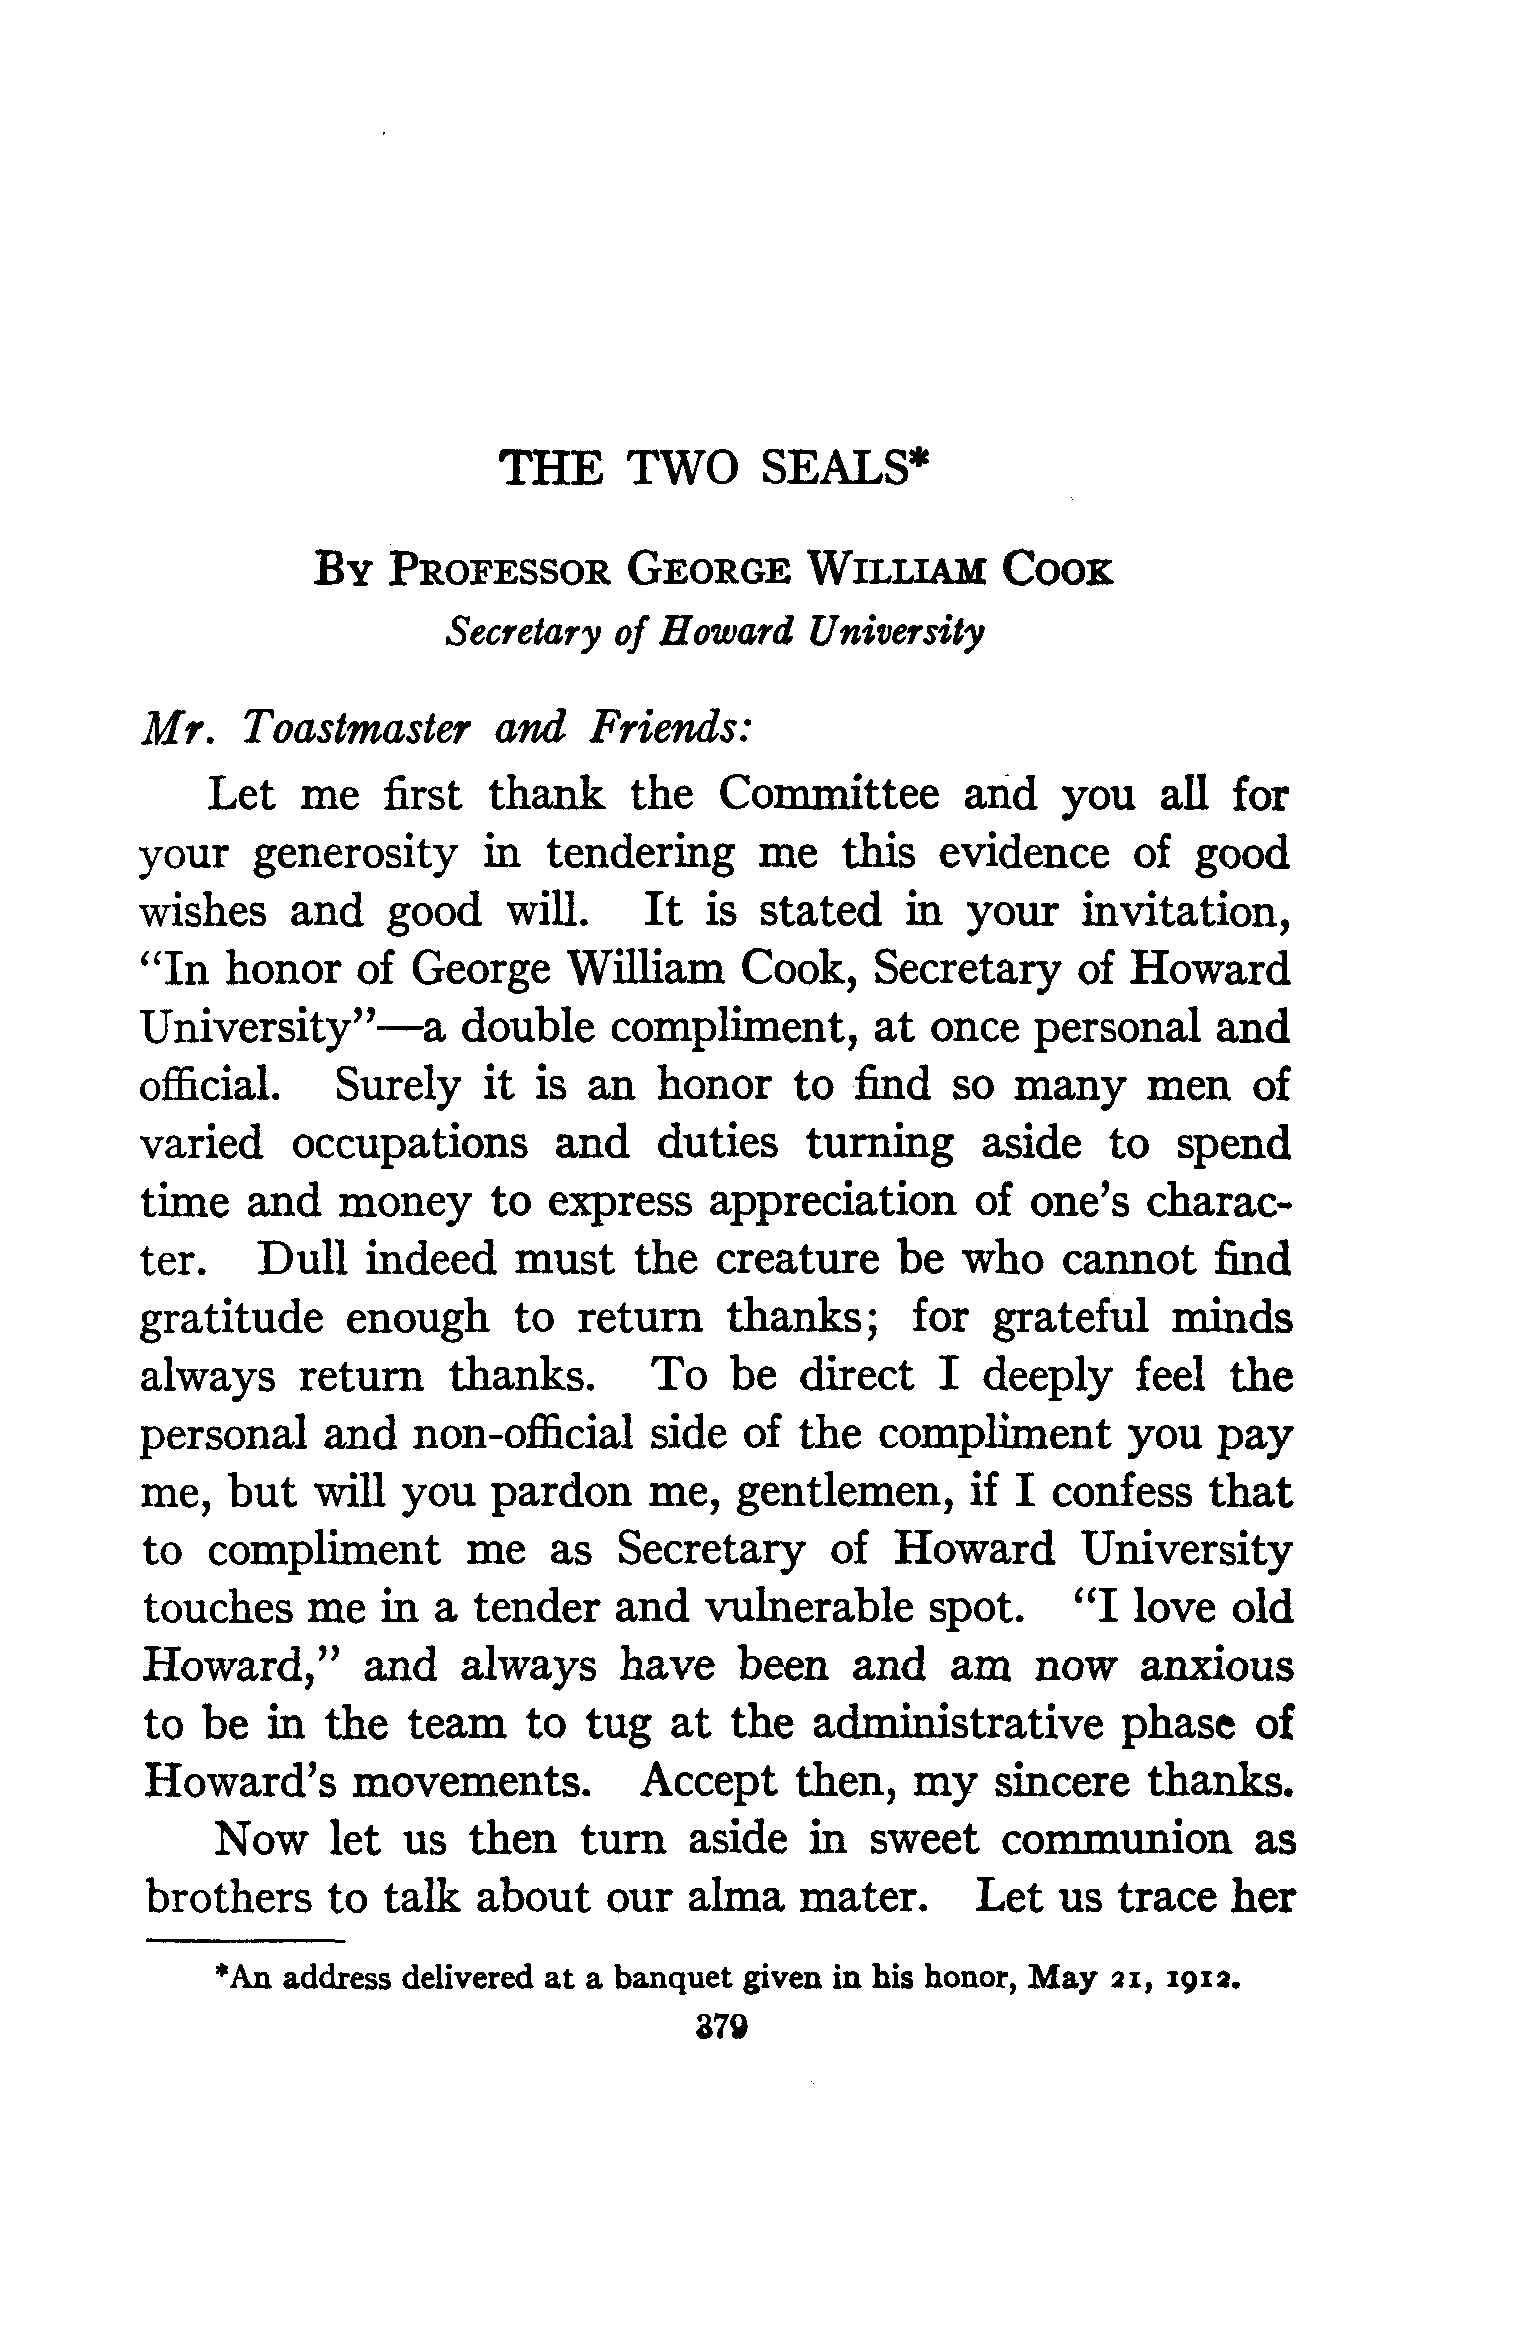 THE TWO SEALS*
BY PROFESSOR GEORGE WILLIAM COOK
Secretary of Howard University
Mr. Toastmaster and Friends:
Let me first thank the Committee and you all for
your generosity in tendering me this evidence of good
wishes and good will. It is stated in your invitation,
“In honor of George William Cook, Secretary of Howard
University”—a double compliment, at once personal and
official. Surely it is an honor to find so many men of
varied occupations and duties turning aside to spend
time and money to express appreciation of one’s charac-
ter. Dull indeed must the creature be who cannot find
gratitude enough to return thanks; for grateful minds
always return thanks. To be direct I deeply feel the
personal and non-official side of the compliment you pay
me, but will you pardon me, gentlemen, if I confess that
to compliment me as Secretary of Howard University
touches me in a tender and vulnerable spot. “I love old
Howard,” and always have been and am now anxious
to be in the team to tug at the administrative phase of
Howard’s movements. Accept then, my sincere thanks.
Now let us then turn aside in sweet communion as
brothers to talk about our alma mater. Let us trace her
*An address delivered at a banquet given in his honor, May 21, 1912.
379